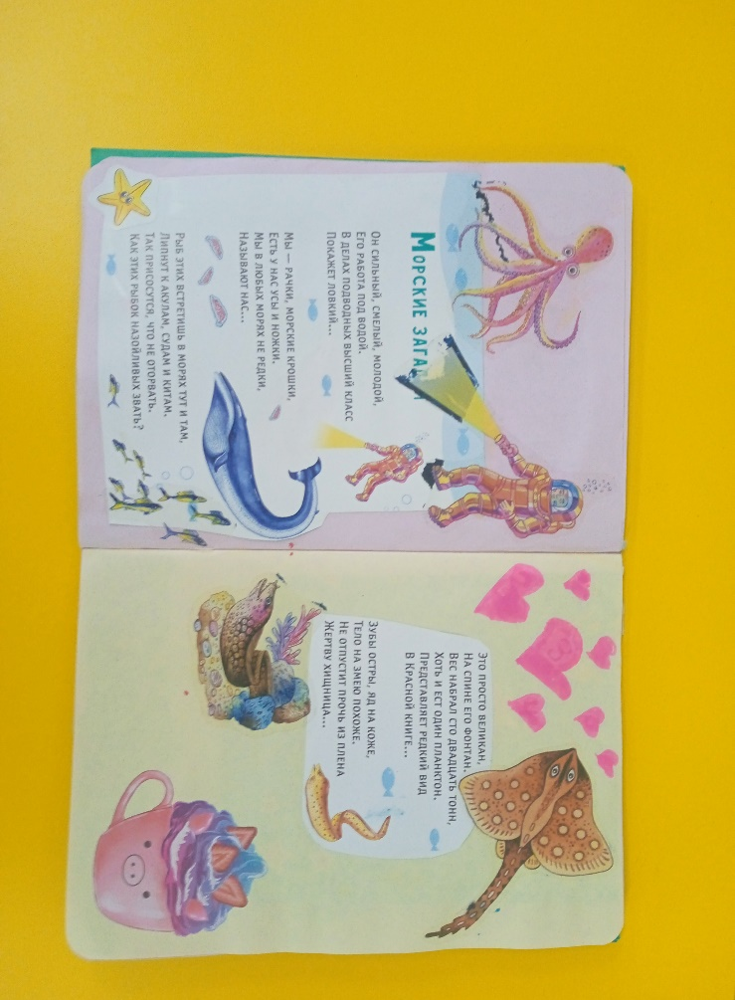 Морские загадки
Он сильный, смелый, молодой,
Его работа под водой.
В делах подводных высший класс
Покажет ловкий...
Мы — рачки, морские крошки,
Есть у нас усы и ножки.
Мы в любых морях не редки,
Называют нас...
Рыб этих встретишь в морях тут и там,
Липнут к акулам, судам и китам.
Так присосутся, что не оторвать.
Как этих рыбок назойливых звать?
Это просто великан,
На спине его фонтан.
Вес набрал сто двадцать тонн,
Хоть и ест один планктон.
Представляет редкий вид
В Красной книге...
Зубы остры, яд на коже,
Тело на змею похоже.
Не отпустит прочь из плена
Жертву хищница...